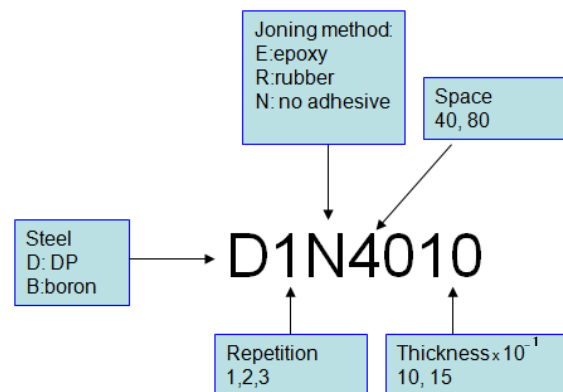 Joning method:
E:epoxy
R:rubber
N: no adhesive
Space
40, 80
Steel
D: DP
B:boron
D1N4010
Repetition
1,2,3
Thickness x 10⁻¹
10, 15